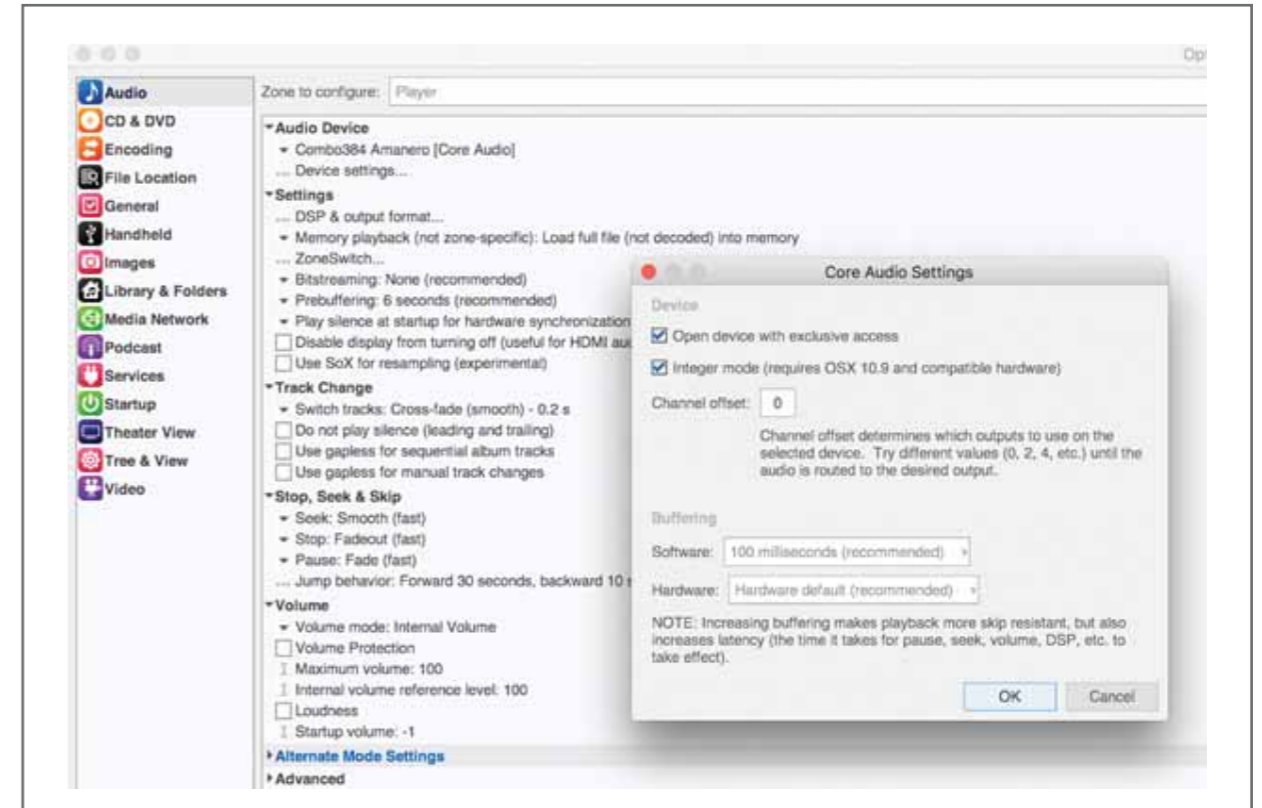 Op
Audio
CD & DVD
Encoding
File Location
General
Handheld
Images
Library & Folders
Media Network
Podcast
Services
Startup
Theater View
Tree & View
Video
Zone to configure: Player
Audio Device
Combo384 Amanero [Core Audio]
... Device settings...
Settings
... DSP & output format...
Memory playback (not zone-specific): Load full file (not decoded) into memory
... ZoneSwitch...
Bitstreaming: None (recommended)
Prebuffering: 6 seconds (recommended)
Play silence at startup for hardware synchronization
Disable display from turning off (useful for HDMI au
Use SoX for resampling (experimental)
Track Change
Switch tracks: Cross-fade (smooth) - 0.2 s
Do not play silence (leading and trailing)
Use gapless for sequential album tracks
Use gapless for manual track changes
Stop, Seek & Skip
Seek: Smooth (fast)
Stop: Fadeout (fast)
Pause: Fade (fast)
... Jump behavior: Forward 30 seconds, backward 10 s
Volume
Volume mode: Internal Volume
Volume Protection
Maximum volume: 100
Internal volume reference level: 100
Loudness
Startup volume: -1
Alternate Mode Settings
Advanced
Core Audio Settings
Device
Open device with exclusive access
Integer mode (requires OSX 10.9 and compatible hardware)
Channel offset: 0
Channel offset determines which outputs to use on the
selected device. Try different values (0, 2, 4, etc.) until the
audio is routed to the desired output.
Buffering
Software: 100 milliseconds (recommended)
Hardware: Hardware default (recommended)
NOTE: Increasing buffering makes playback more skip resistant, but also
increases latency (the time it takes for pause, seek, volume, DSP, etc. to
take effect).
OK Cancel